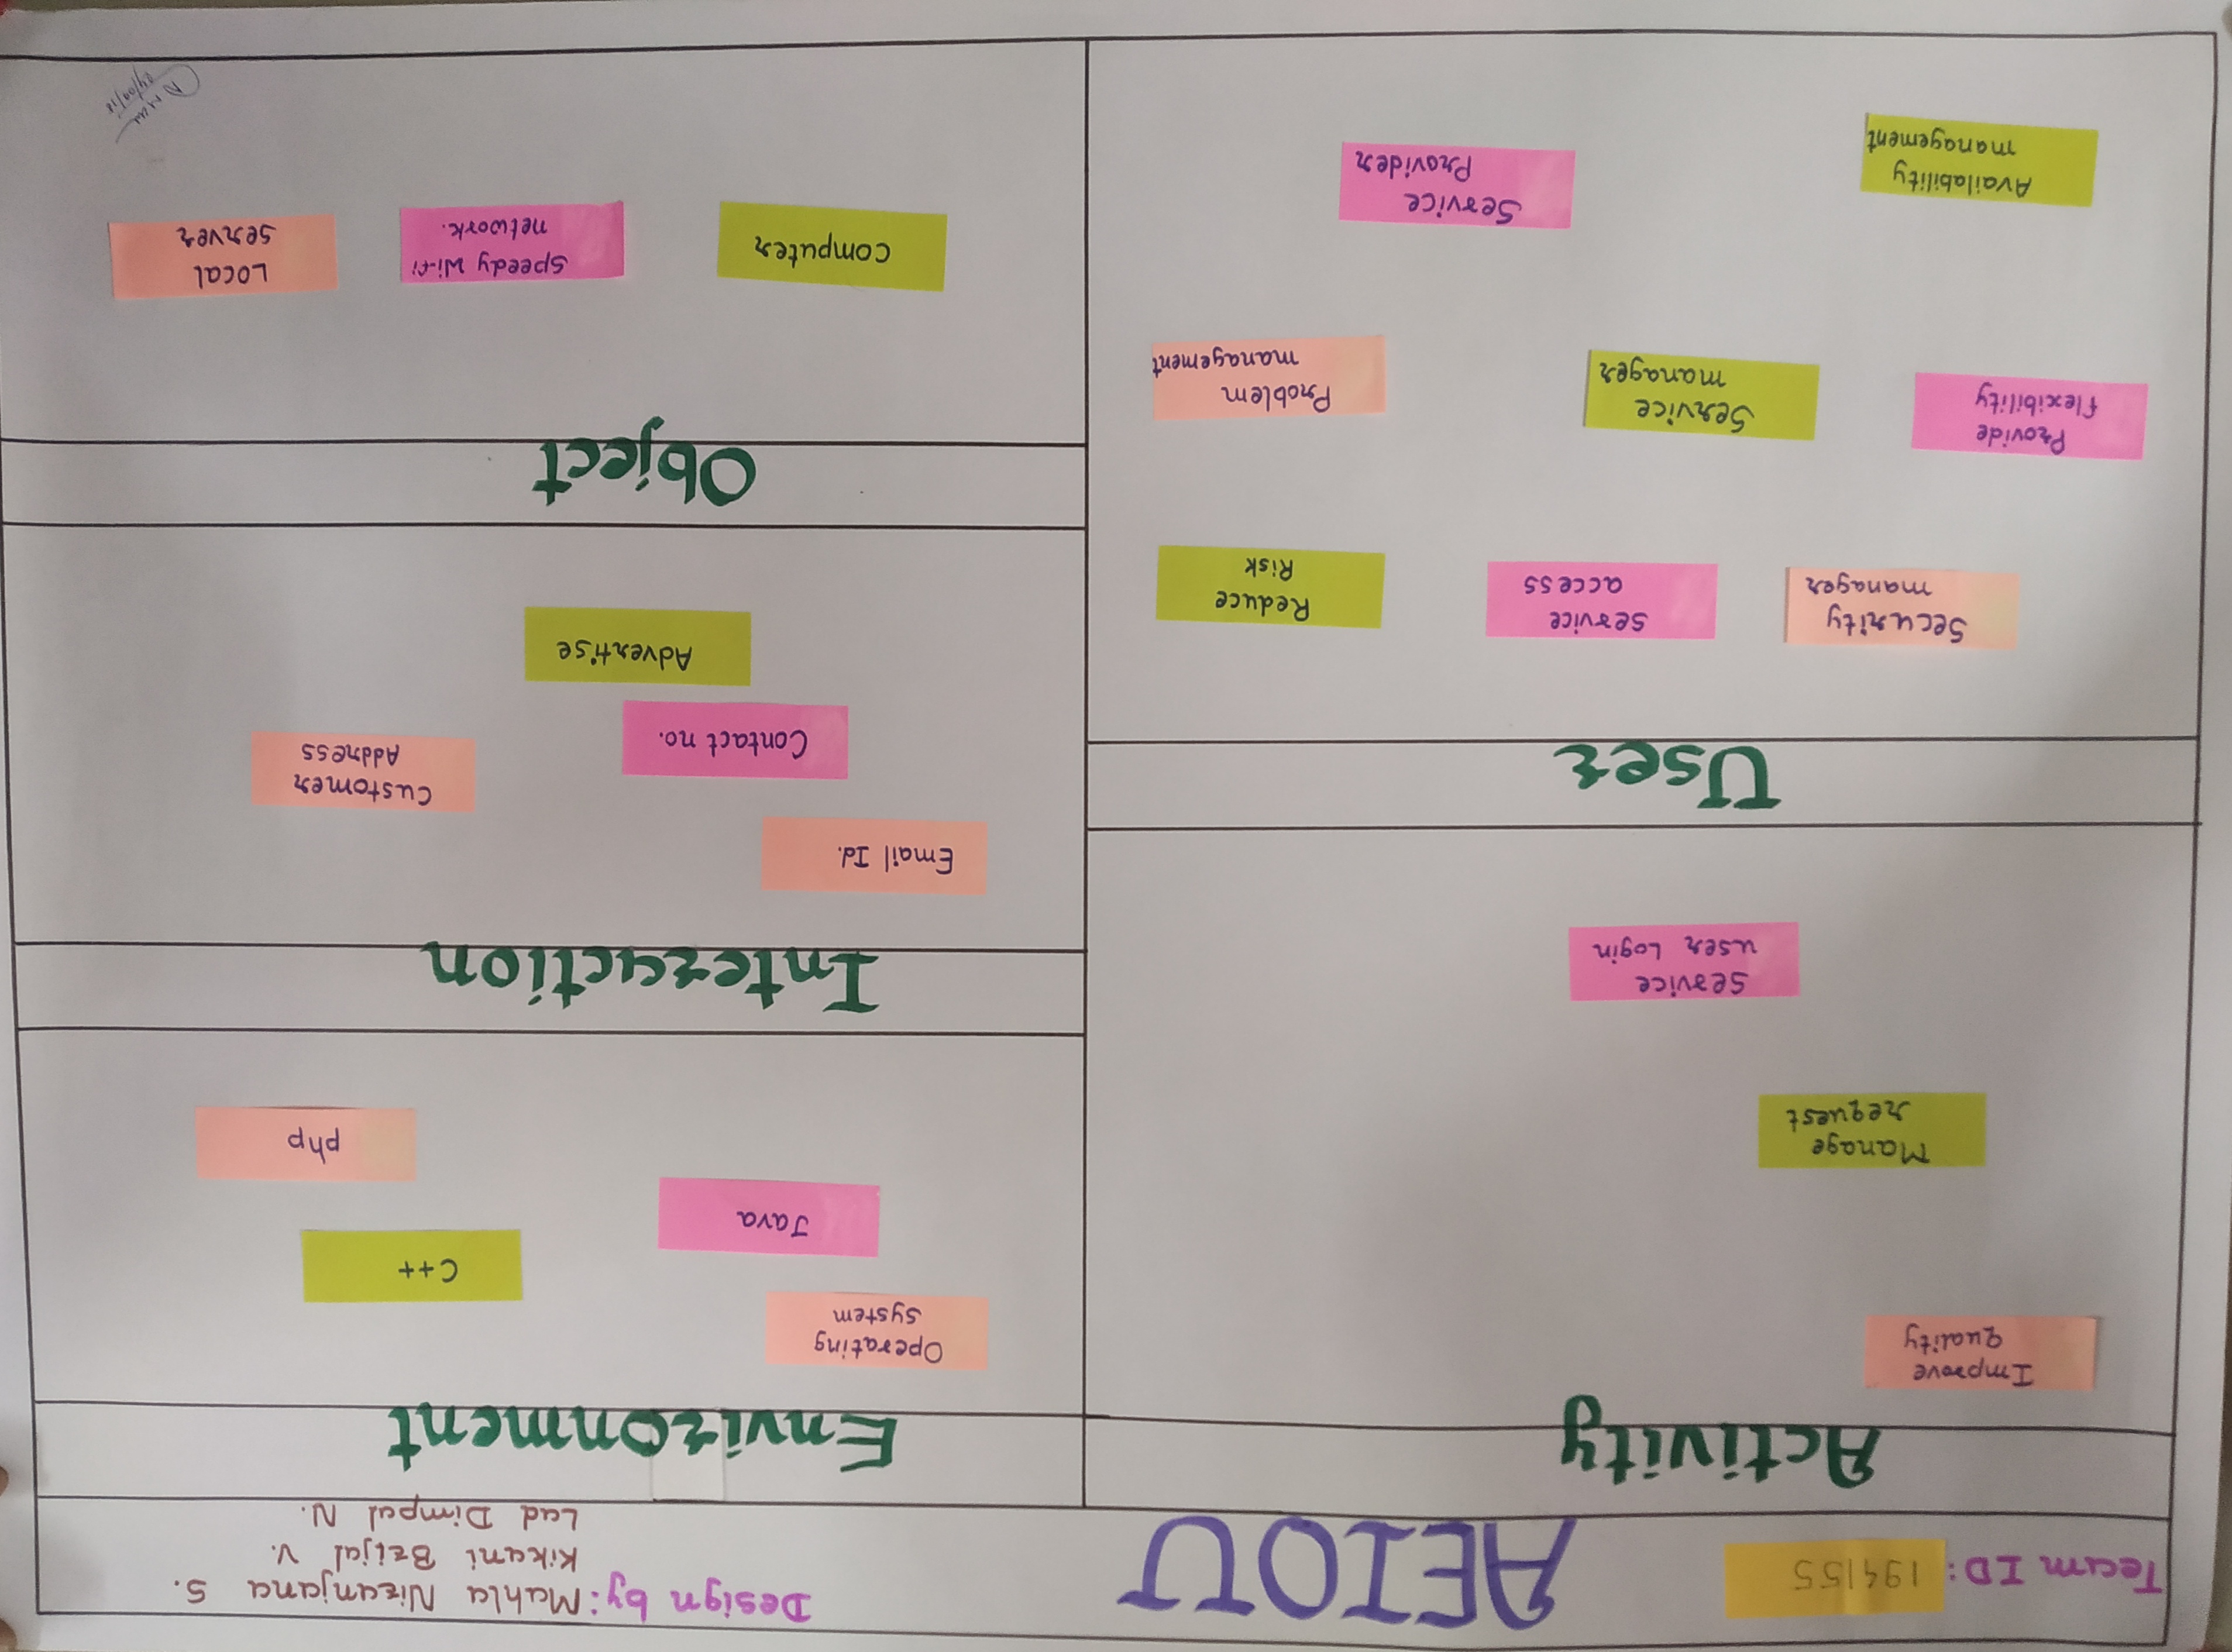 Team ID: 194155
AEIOU
Design by: Mahla Niranjana S.
Kikani Brijal V.
Lad Dimpal N.
Activity
Improve
quality
Manage
request
Service
user Login
User
Security
manager
Service
access
Reduce
Risk
Provide
flexibility
Service
manager
Problem
management
Availability
management
Service
Provider
Environment
Operating
system
Java
C++
php
Interaction
Email Id.
Contact no.
Customer
Address
Advertise
Object
computer
speedy Wi-fi
network.
Local
server